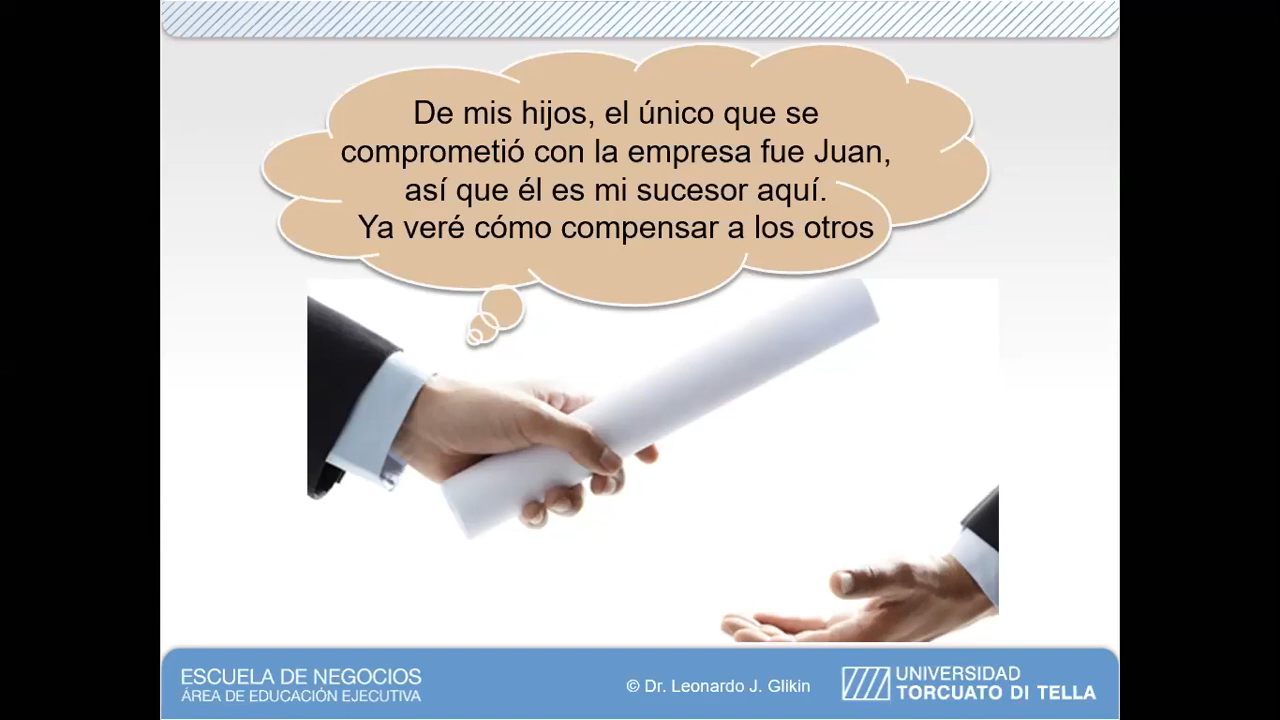 De mis hijos, el único que se
comprometió con la empresa fue Juan,
así que él es mi sucesor aquí.
Ya veré cómo compensar a los otros
ESCUELA DE NEGOCIOS
ÁREA DE EDUCACIÓN EJECUTIVA
© Dr. Leonardo J. Glikin
UNIVERSIDAD
TORCUATO DI TELLA